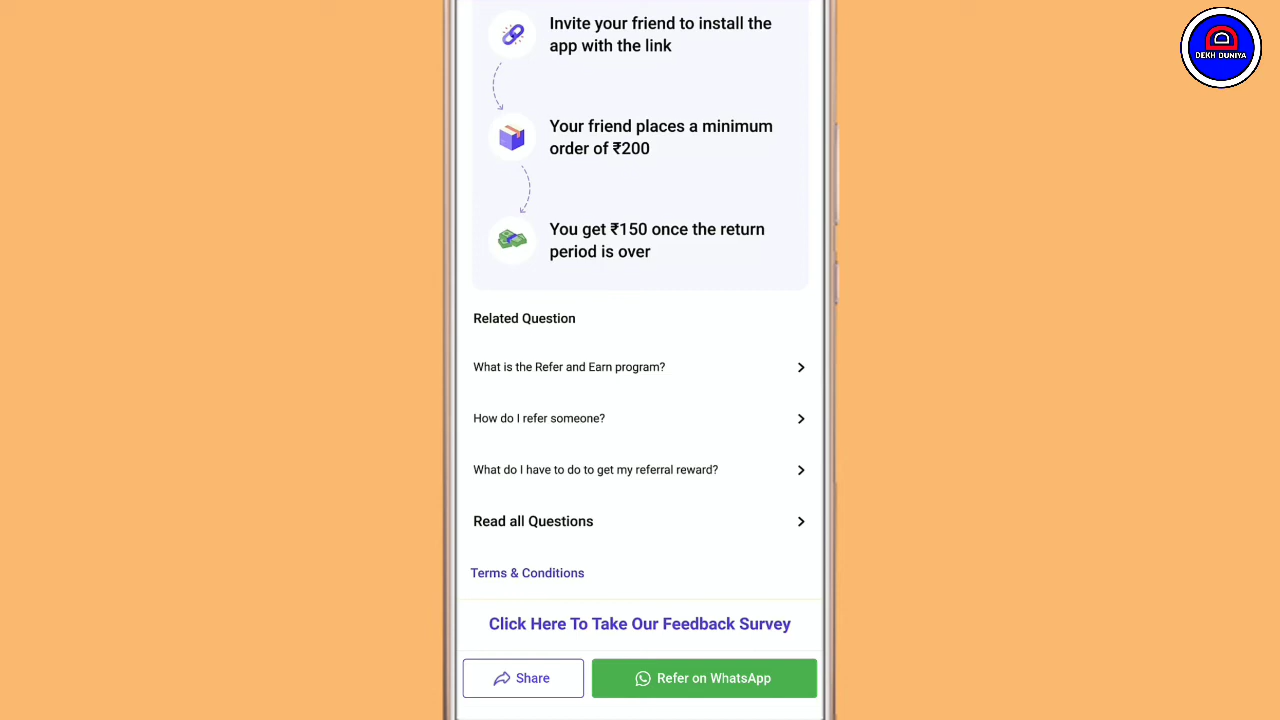 Invite your friend to install the
app with the link
DEKH DUNIYA
Your friend places a minimum
order of ₹200
You get ₹150 once the return
period is over
Related Question
What is the Refer and Earn program?
How do I refer someone?
What do I have to do to get my referral reward?
Read all Questions
Terms & Conditions
Click Here To Take Our Feedback Survey
Share
Refer on WhatsApp